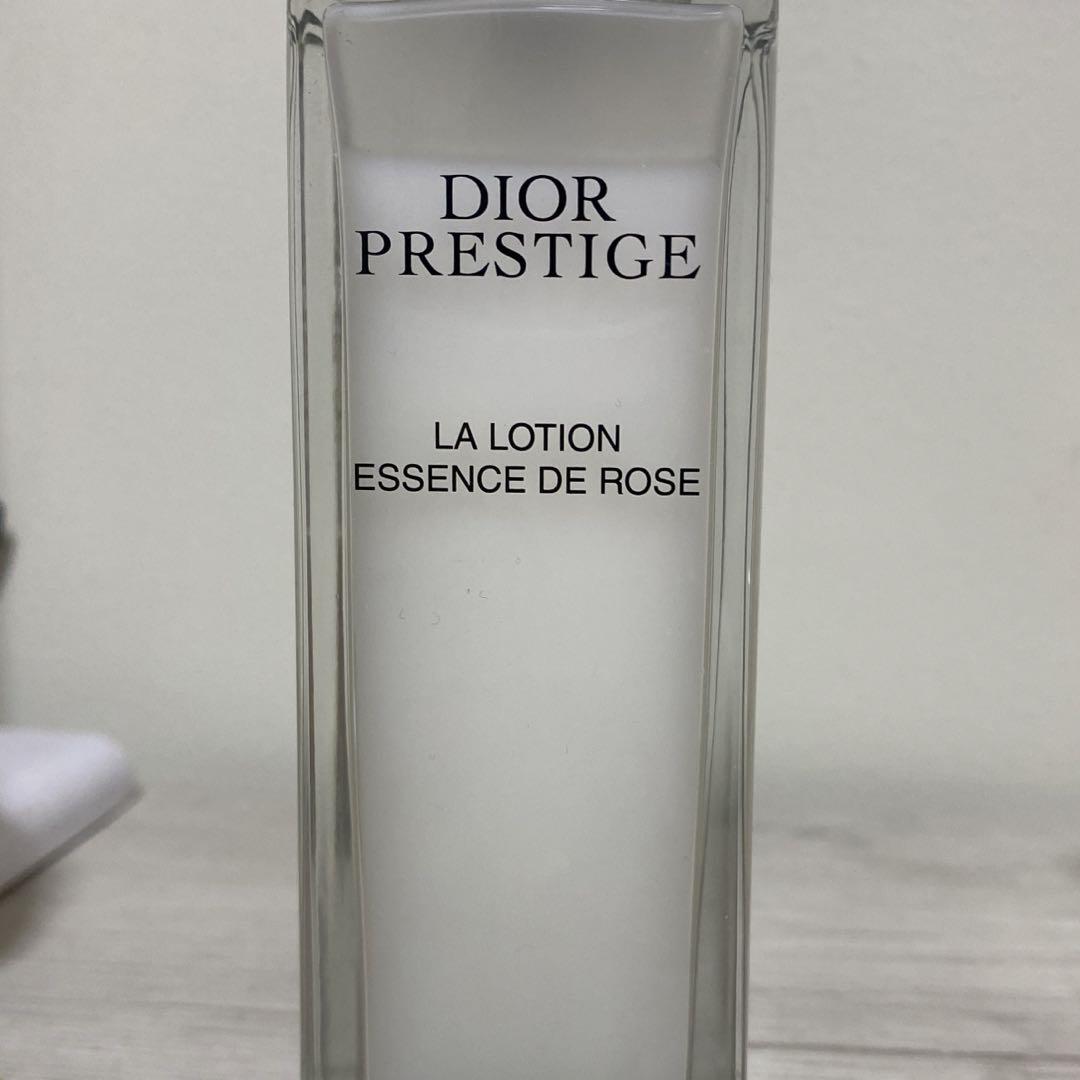 DIOR
PRESTIGE
LA LOTION
ESSENCE DE ROSE